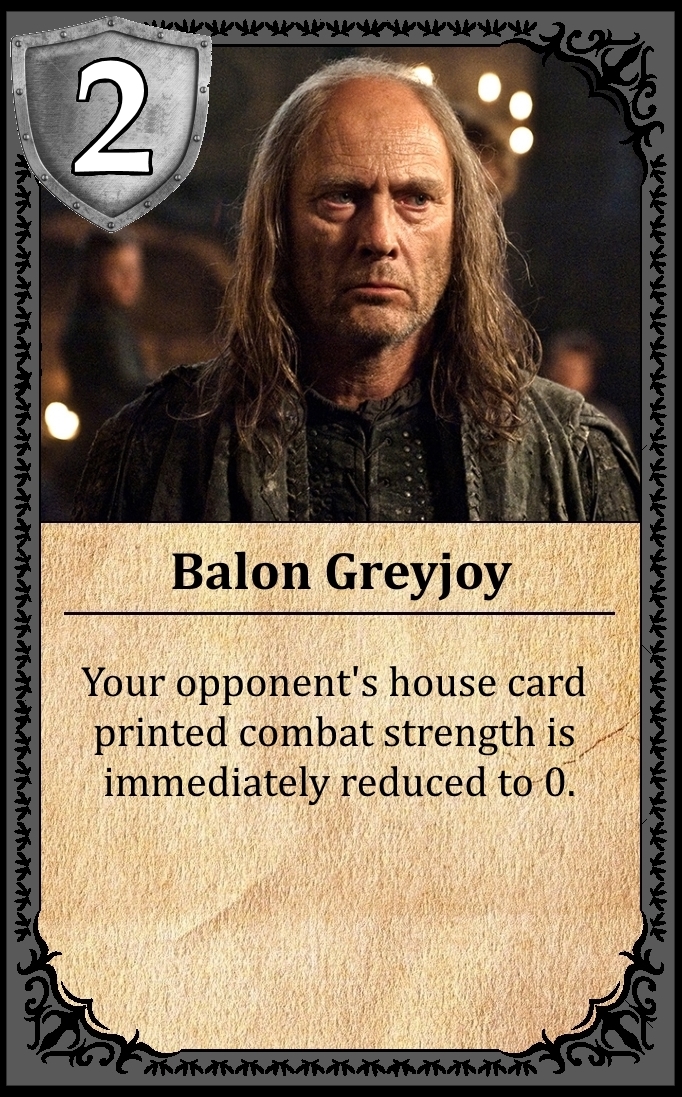 2
Balon Greyjoy
Your opponent's house card
printed combat strength is
immediately reduced to 0.